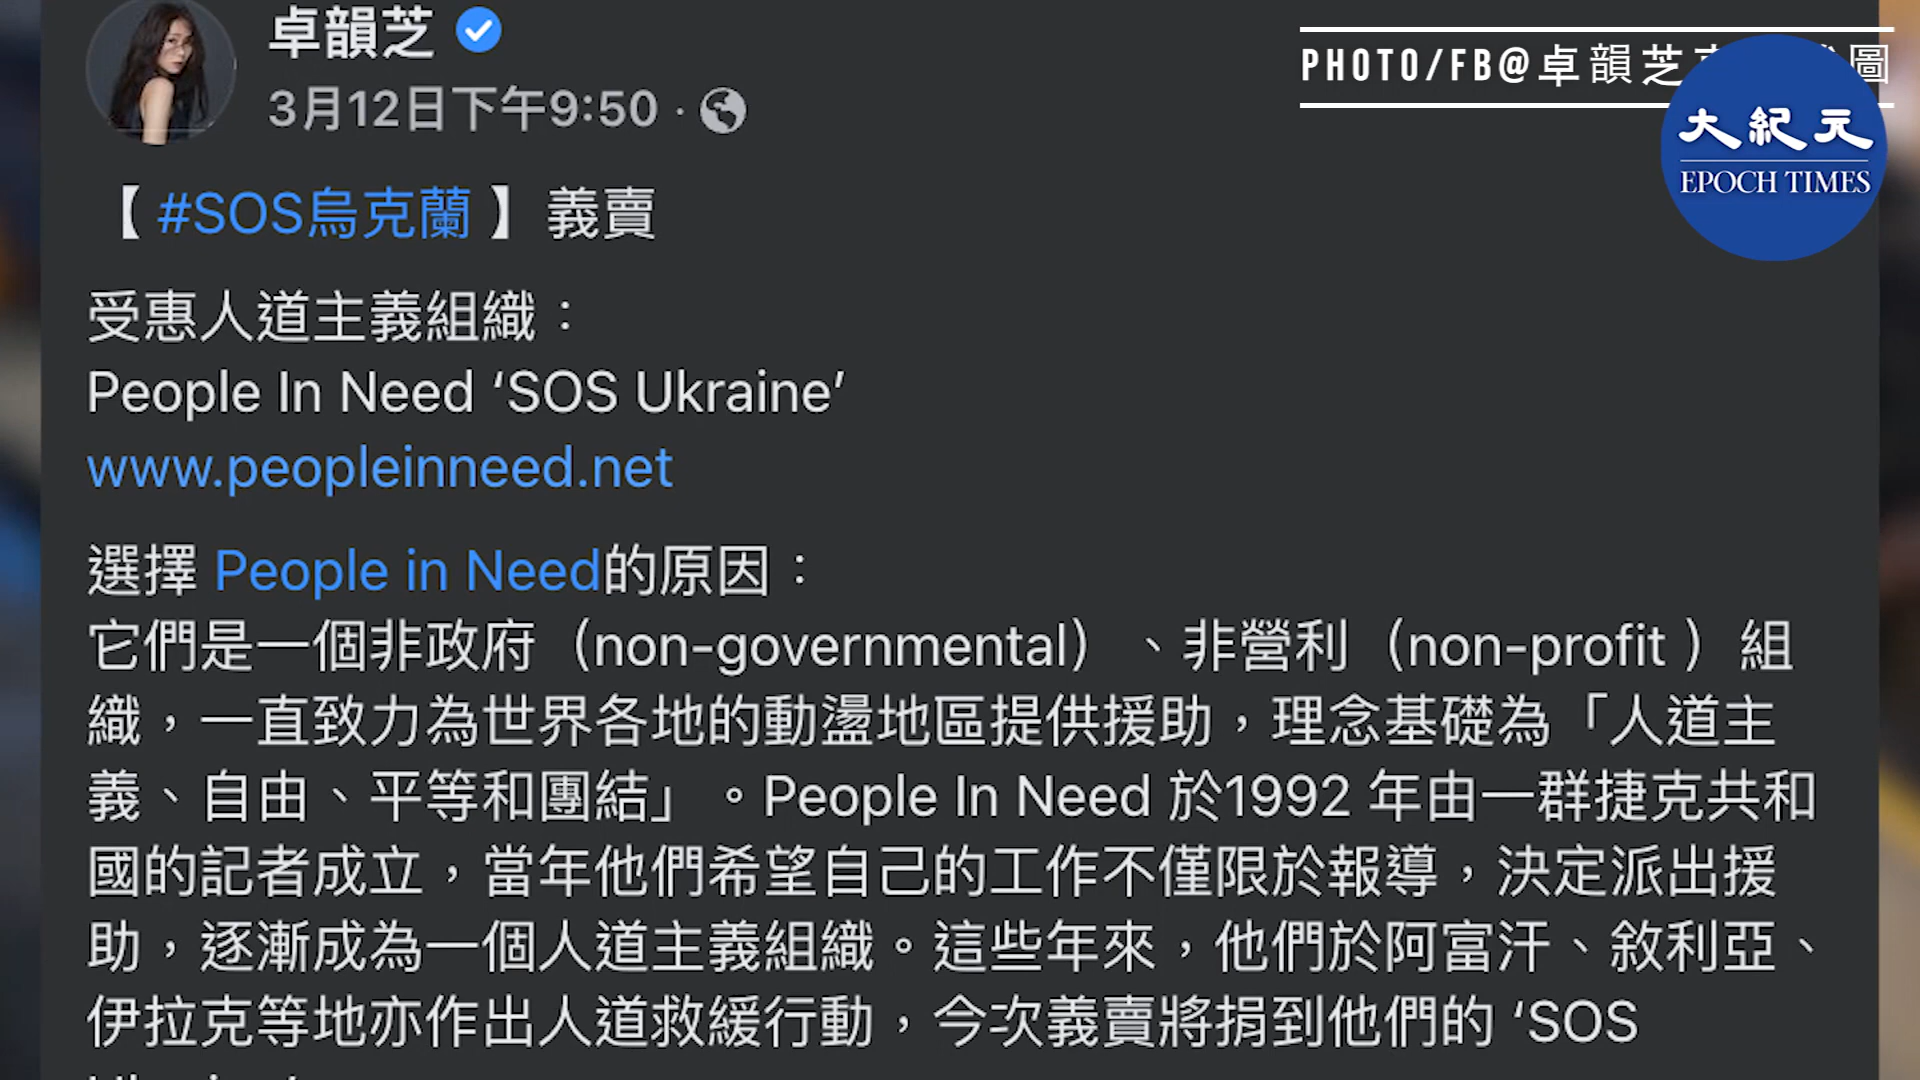 卓韻芝
3月12日下午9:50 ·
PHOTO/FB@卓韻芝 圖
大紀元
EPOCH TIMES
【 #SOS烏克蘭 】 義賣
受惠人道主義組織：
People In Need ‘SOS Ukraine’
www.peopleinneed.net
選擇 People in Need的原因：
它們是一個非政府（non-governmental）、非營利（non-profit ）組
織，一直致力為世界各地的動盪地區提供援助，理念基礎為「人道主
義、自由、平等和團結」。People In Need 於1992 年由一群捷克共和
國的記者成立，當年他們希望自己的工作不僅限於報導，決定派出援
助，逐漸成為一個人道主義組織。這些年來，他們於阿富汗、敘利亞、
伊拉克等地亦作出人道救緩行動，今次義賣將捐到他們的 ‘SOS